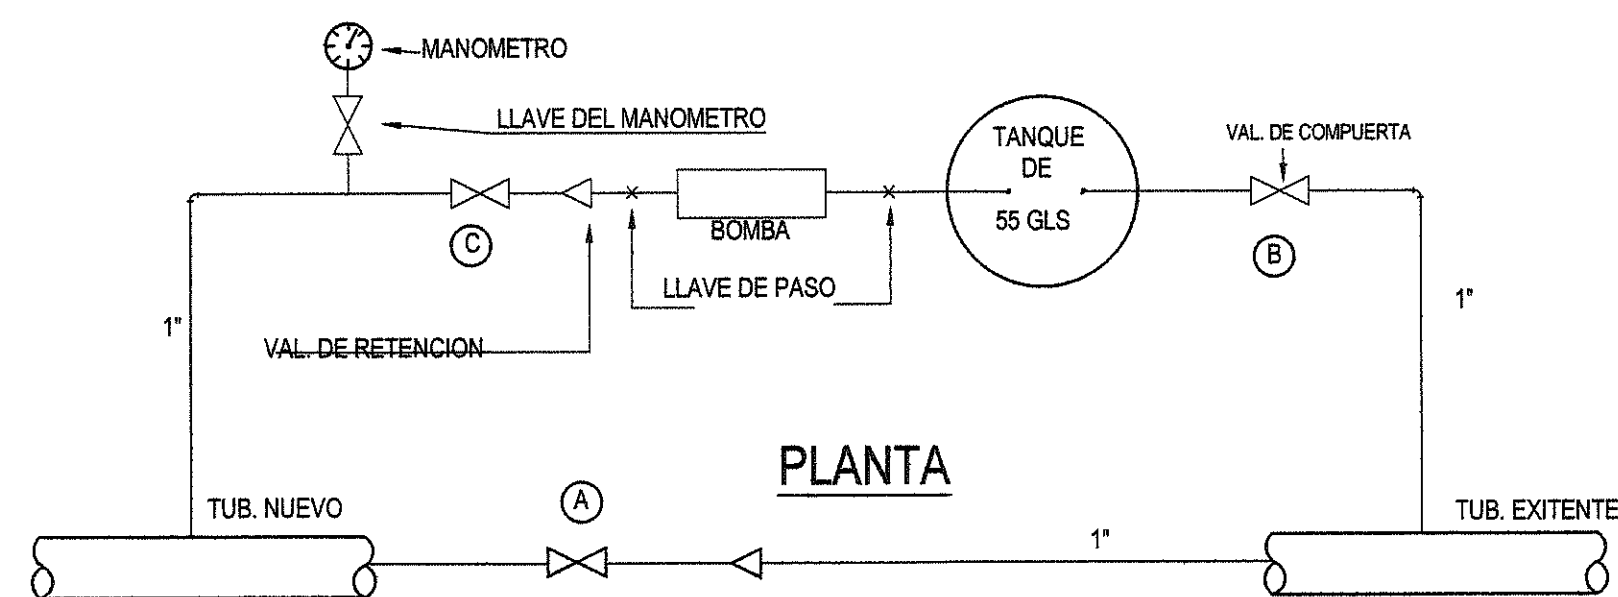 MANOMETRO
LLAVE DEL MANOMETRO
TANQUE
DE
55 GLS
VAL. DE COMPUERTA
BOMBA
C
B
LLAVE DE PASO
1"
1"
VAL. DE RETENCION
PLANTA
TUB. NUEVO
A
TUB. EXITENTE
1"